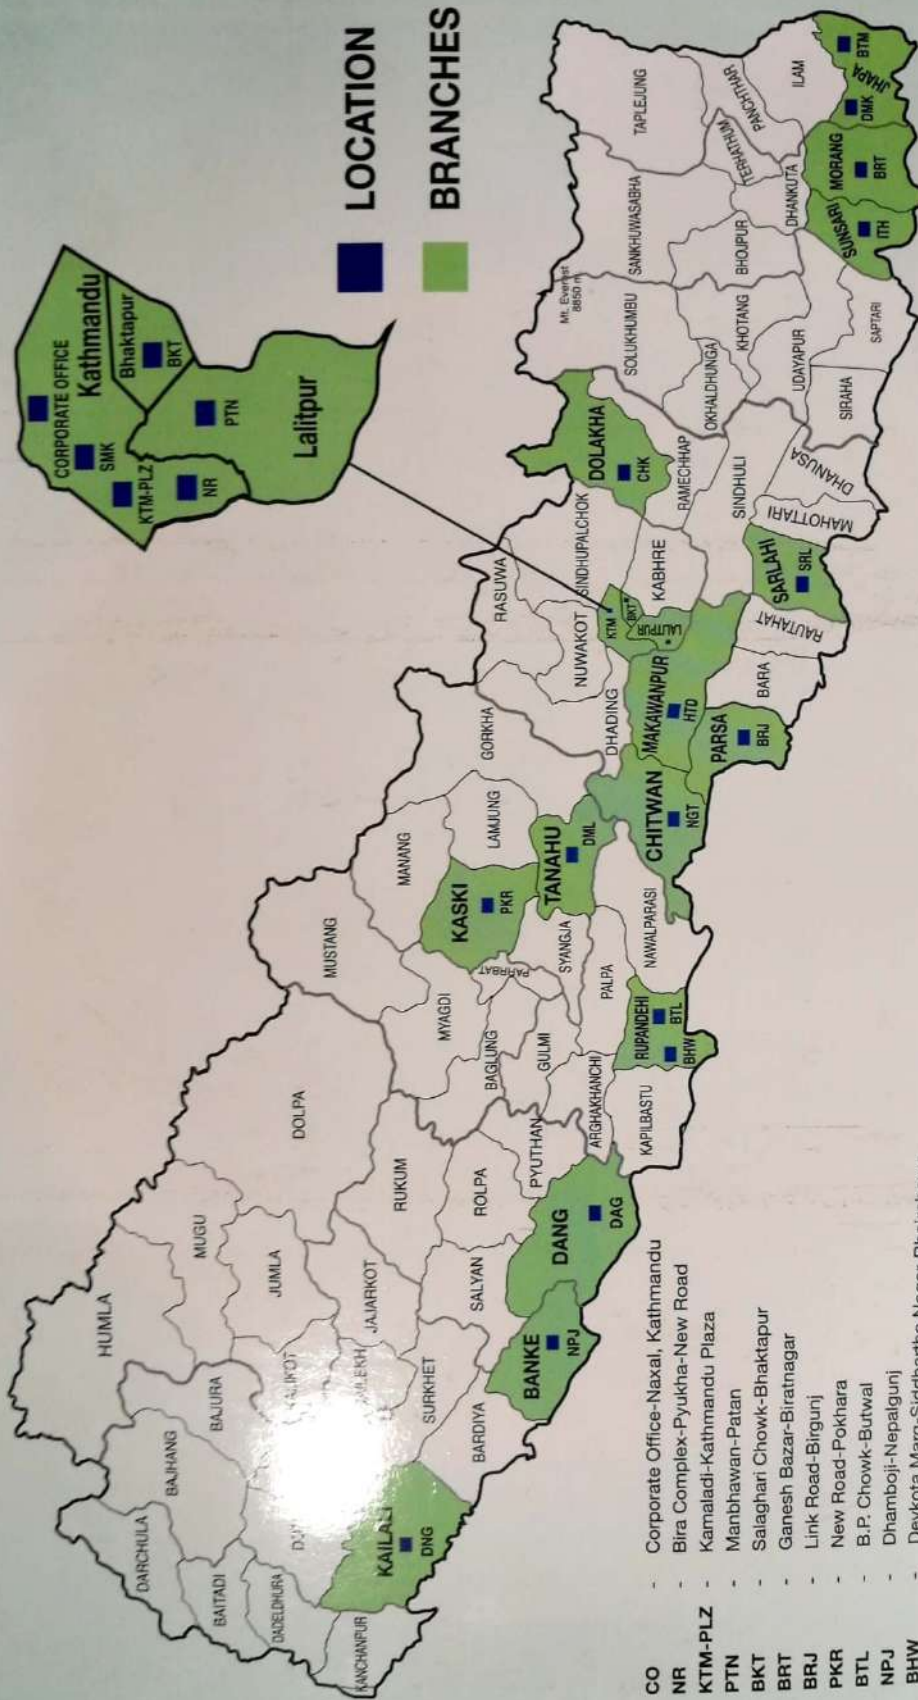 LOCATION
BRANCHES
CORPORATE OFFICE
Kathmandu
SMK
KTM-PLZ
NR
Bhaktapur
BKT
PTN
Lalitpur
HUMLA
DARCHULA
BAJHANG
BAJURA
MUGU
BAITADI
DADELDHURA
KANCHANPUR
KAILALI
DNG
JUMLA
DOLPA
JAJARKOT
RUKUM
SURKHET
BARDIYA
SALYAN
ROLPA
PYUTHAN
BANKE
NPJ
DANG
DAG
MUSTANG
MANANG
MYAGDI
BAGLUNG
PARBAT
GULMI
ARGHAKHANCHI
KAPILBASTU
SYANGJA
PALPA
RUPANDEHI
BHW
BTL
NAWALPARASI
KASKI
PKR
LAMJUNG
TANAHU
DML
GORKHA
CHITWAN
NGT
DHADING
RASUWA
NUWAKOT
SINDHUPALCHOK
KTM
BKT
LALITPUR
KABHRE
MAKAWANPUR
HTD
PARSA
BRJ
BARA
RAUTAHAT
SARLAHI
SRL
DOLAKHA
CHK
RAMECHHAP
SINDHULI
MAHOTTARI
DHANUSA
Mt. Everest
8850 m
SOLUKHUMBU
OKHALDHUNGA
KHOTANG
UDAYAPUR
SIRAHA
SAPTARI
SANKHUWASABHA
BHOJPUR
TAPLEJUNG
TERHATHUM
PANCHTHAR
DHANKUTA
ILAM
SUNSARI
ITH
MORANG
BRT
JHAPA
DMK
BTM
CO - Corporate Office-Naxal, Kathmandu
NR - Bira Complex-Pyukha-New Road
KTM-PLZ - Kamaladi-Kathmandu Plaza
PTN - Manbhawan-Patan
BKT - Salaghari Chowk-Bhaktapur
BRT - Ganesh Bazar-Biratnagar
BRJ - Link Road-Birgunj
PKR - New Road-Pokhara
BTL - B.P. Chowk-Butwal
NPJ - Dhamboji-Nepalgunj
BHW - Devkota Marg-Siddhartha Nagar